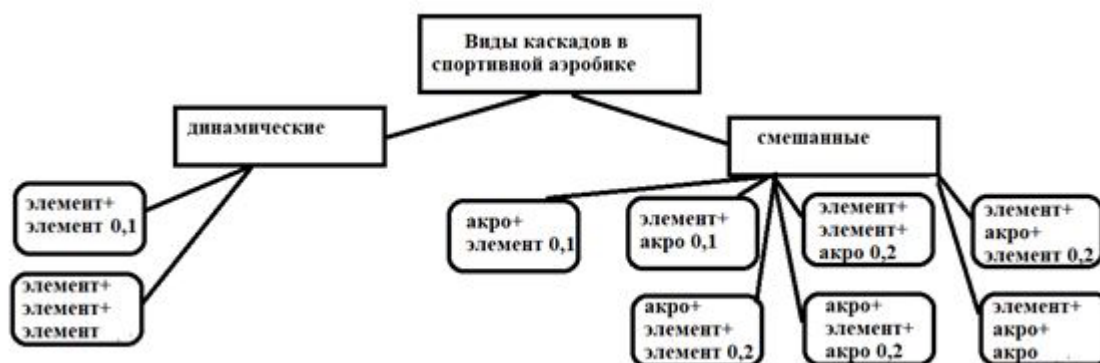 Виды каскадов в
спортивной аэробике
динамические
смешанные
элемент+
элемент 0,1
элемент+
элемент+
элемент
акро+
элемент 0,1
элемент+
акро 0,1
элемент+
элемент+
акро 0,2
элемент+
акро+
элемент 0,2
акро+
элемент+
элемент 0,2
акро+
элемент+
акро 0,2
элемент+
акро+
акро